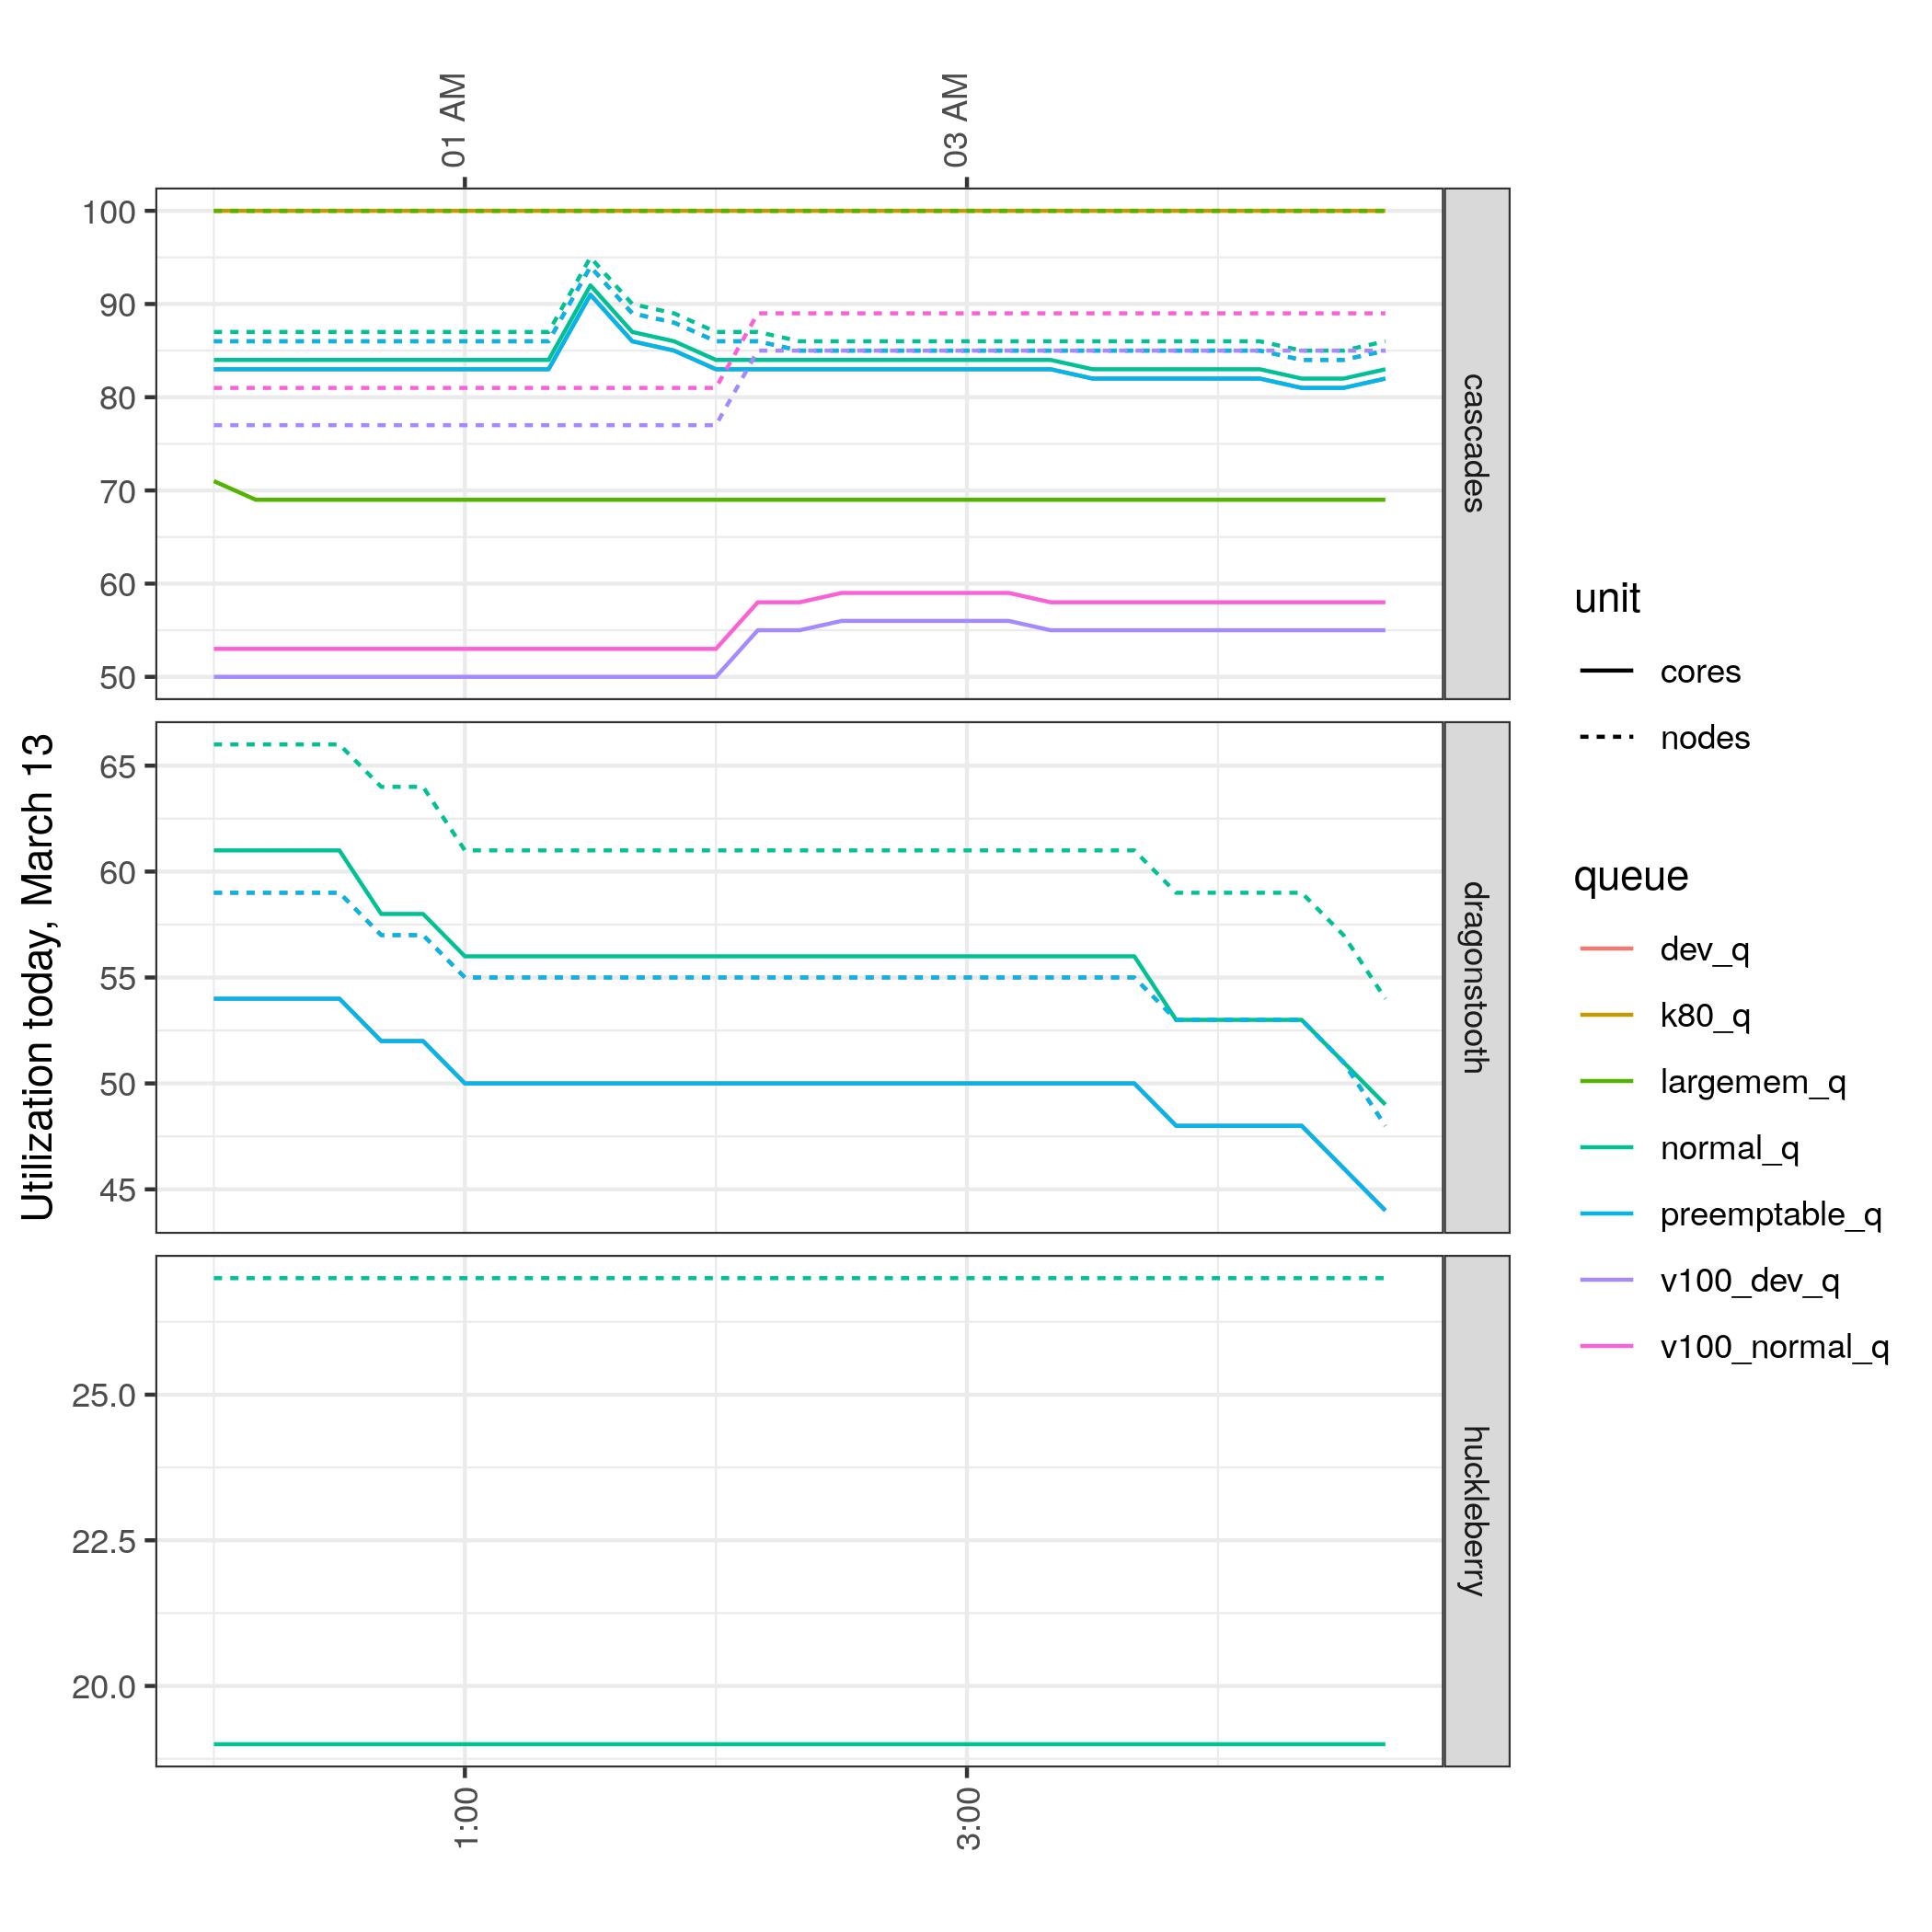 01 AM
03 AM
100
90
80
70
60
50
cascades
Utilization today, March 13
65
60
55
50
45
dragonstooth
25.0
22.5
20.0
huckleberry
1:00
3:00
unit
cores
nodes
queue
dev_q
k80_q
largemem_q
normal_q
preemptable_q
v100_dev_q
v100_normal_q